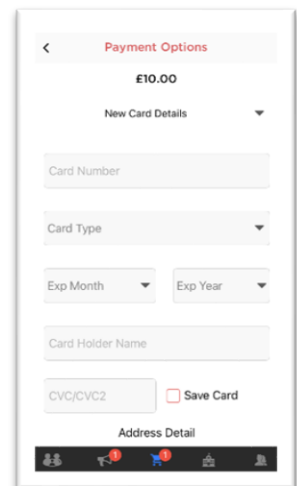 Payment Options
£10.00
New Card Details
Card Number
Card Type
Exp Month Exp Year
Card Holder Name
CVC/CVC2 Save Card
Address Detail
1 1